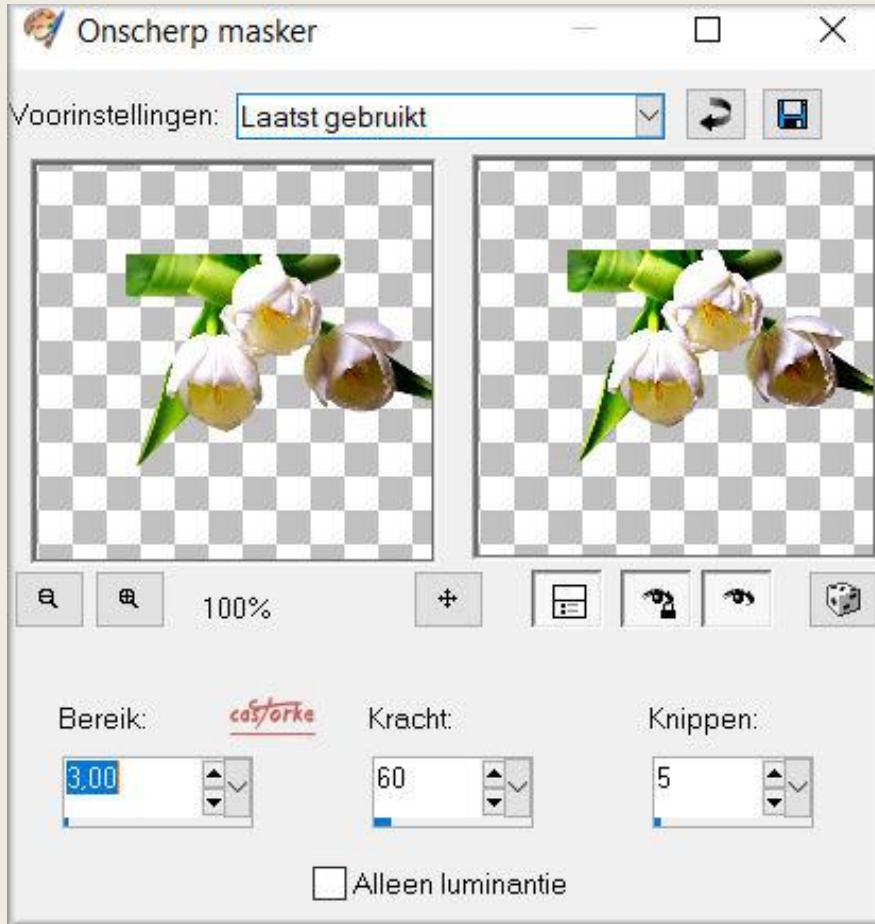 Onscherp masker
Voorinstellingen: Laatst gebruikt
100%
Bereik: castorke Kracht: Knippen:
3,00 60 5
Alleen luminantie